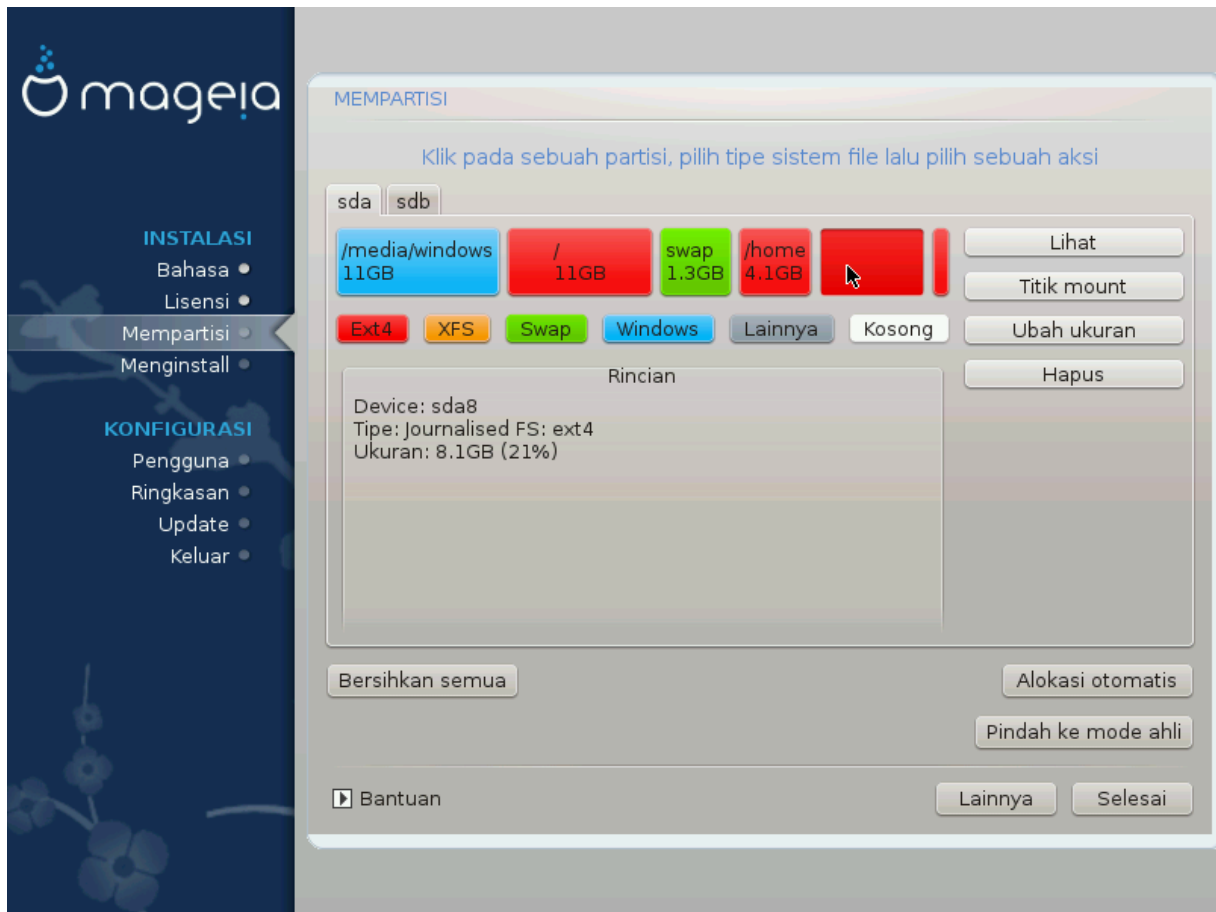 mageia
INSTALASI
Bahasa
Lisensi
Mempartisi
Menginstall
KONFIGURASI
Pengguna
Ringkasan
Update
Keluar
MEMPARTISI
Klik pada sebuah partisi, pilih tipe sistem file lalu pilih sebuah aksi
sda sdb
/media/windows / swap /home
11GB 11GB 1.3GB 4.1GB
Ext4 XFS Swap Windows Lainnya Kosong
Lihat
Titik mount
Ubah ukuran
Hapus
Rincian
Device: sda8
Tipe: Journalised FS: ext4
Ukuran: 8.1GB (21%)
Bersihkan semua Alokasi otomatis
Pindah ke mode ahli
Bantuan Lainnya Selesai